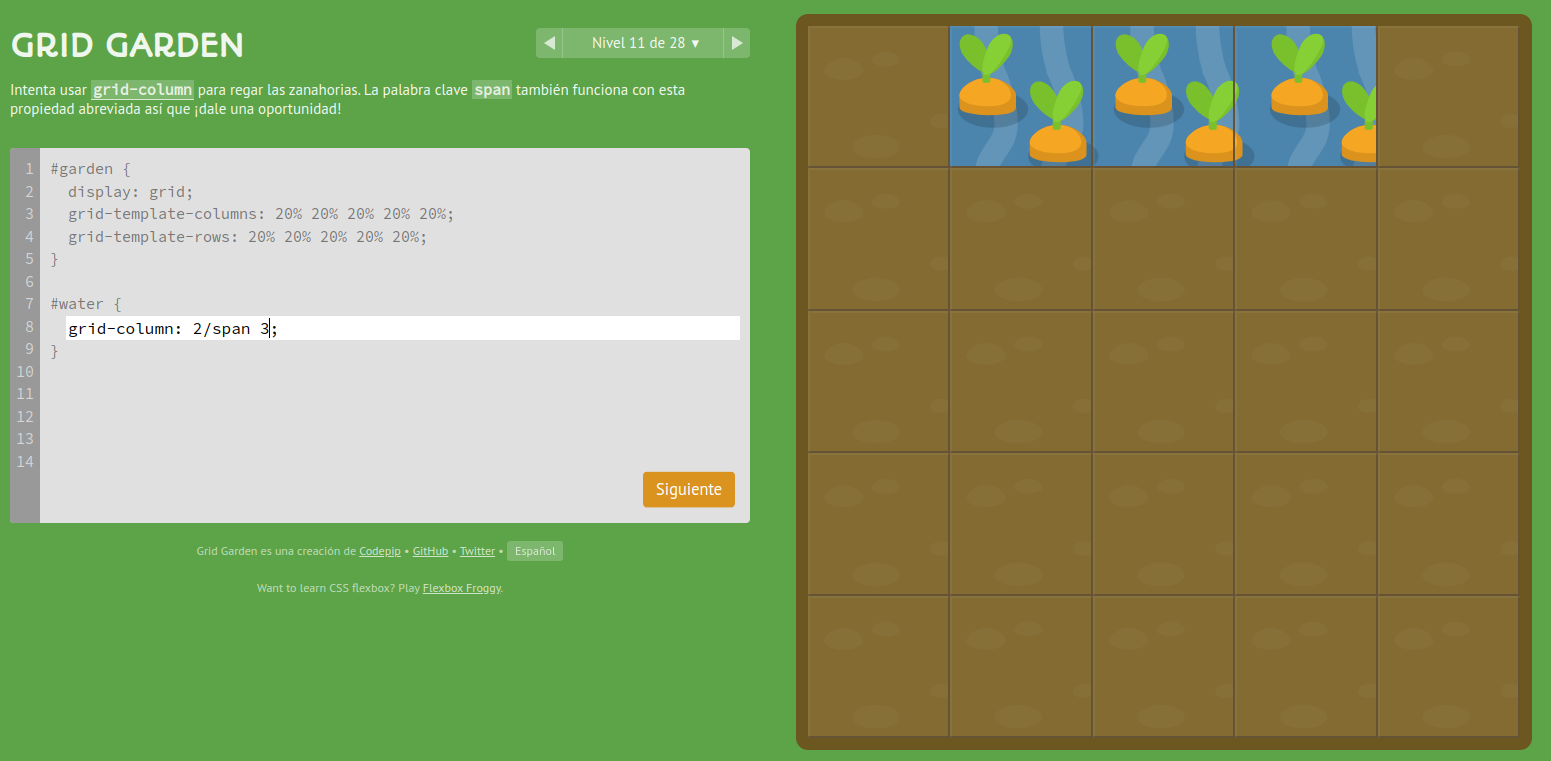 GRID GARDEN
◀ Nivel 11 de 28 ▾ ▶
Intenta usar grid-column para regar las zanahorias. La palabra clave span también funciona con esta
propiedad abreviada así que ¡dale una oportunidad!
1 #garden {
2 display: grid;
3 grid-template-columns: 20% 20% 20% 20% 20%;
4 grid-template-rows: 20% 20% 20% 20% 20%;
5 }
6
7 #water {
8 grid-column: 2/span 3;
9 }
10
11
12
13
14
Siguiente
Grid Garden es una creación de Codepip • GitHub • Twitter • Español
Want to learn CSS flexbox? Play Flexbox Froggy.